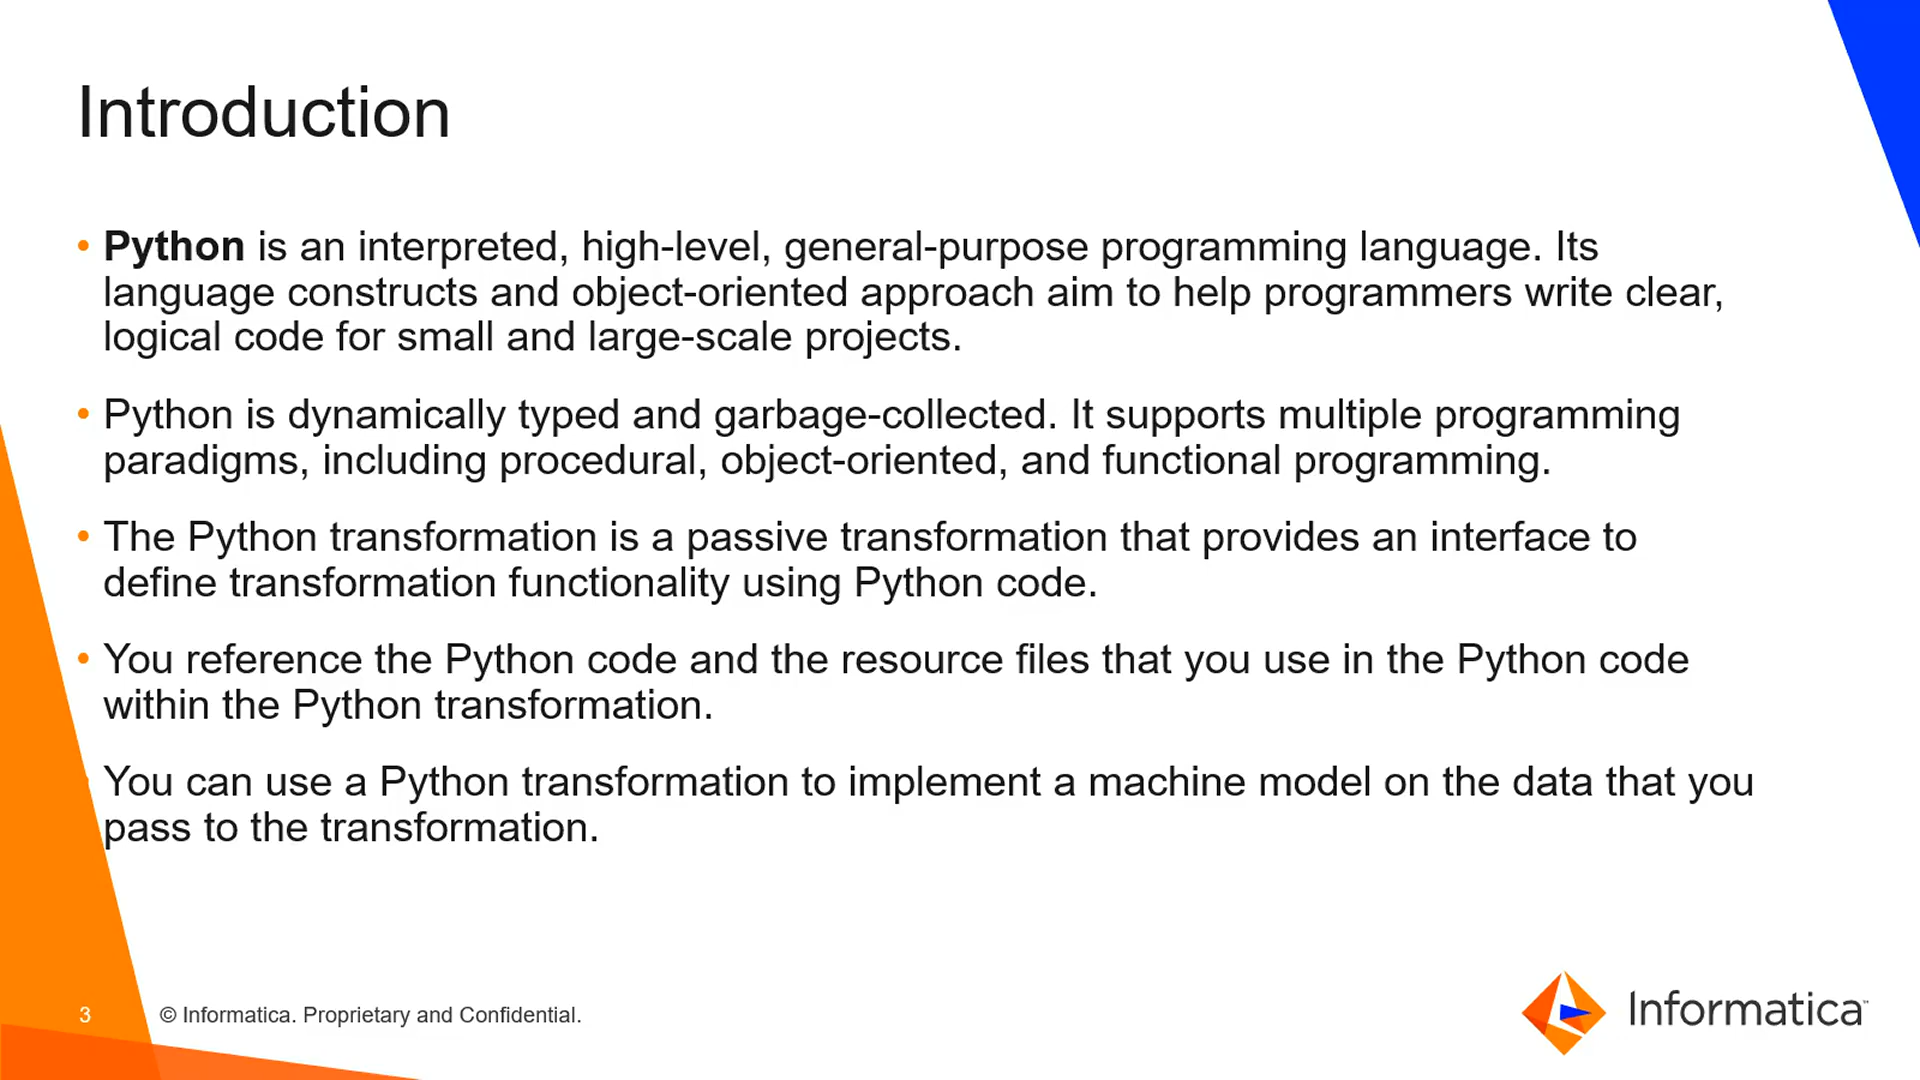 Introduction
• Python is an interpreted, high-level, general-purpose programming language. Its
language constructs and object-oriented approach aim to help programmers write clear,
logical code for small and large-scale projects.
• Python is dynamically typed and garbage-collected. It supports multiple programming
paradigms, including procedural, object-oriented, and functional programming.
• The Python transformation is a passive transformation that provides an interface to
define transformation functionality using Python code.
• You reference the Python code and the resource files that you use in the Python code
within the Python transformation.
You can use a Python transformation to implement a machine model on the data that you
pass to the transformation.
3
© Informatica. Proprietary and Confidential.
Informatica™